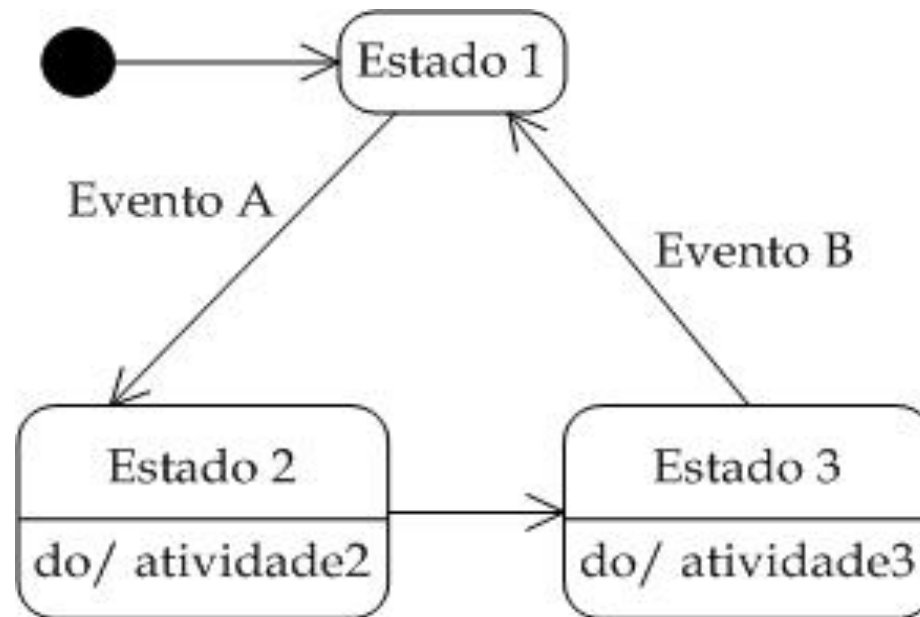 Estado 1
Evento A
Evento B
Estado 2
do/ atividade2
Estado 3
do/ atividade3